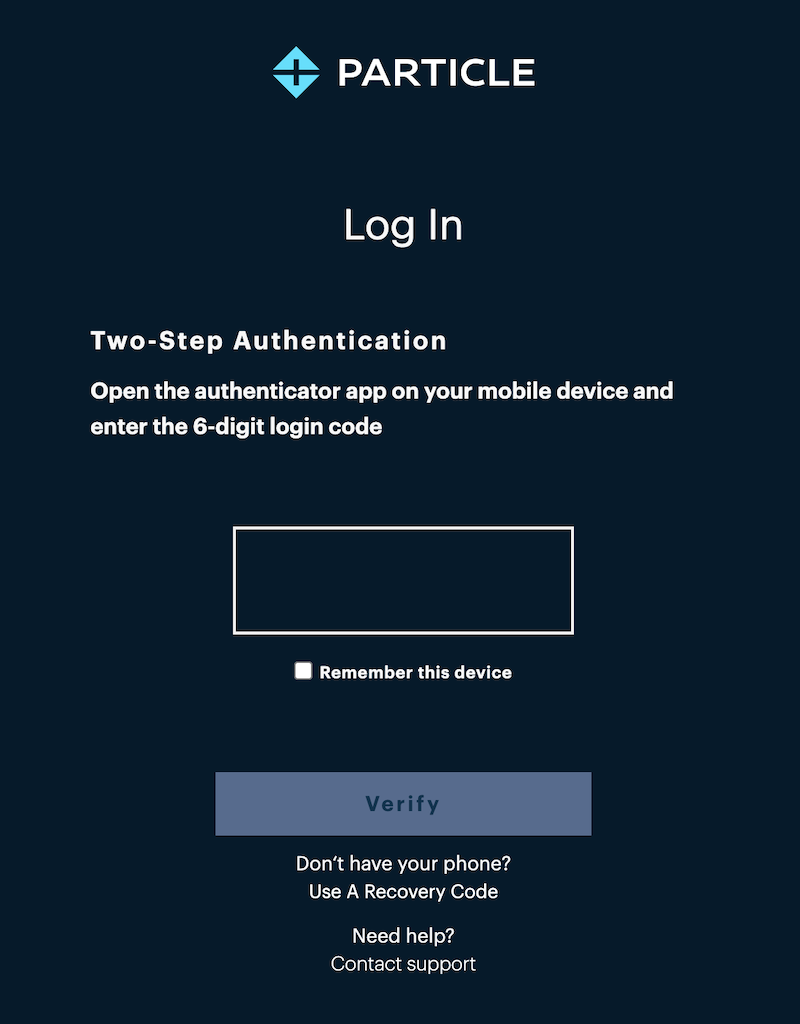 PARTICLE
Log In
Two-Step Authentication
Open the authenticator app on your mobile device and
enter the 6-digit login code
Remember this device
Verify
Don't have your phone?
Use A Recovery Code
Need help?
Contact support